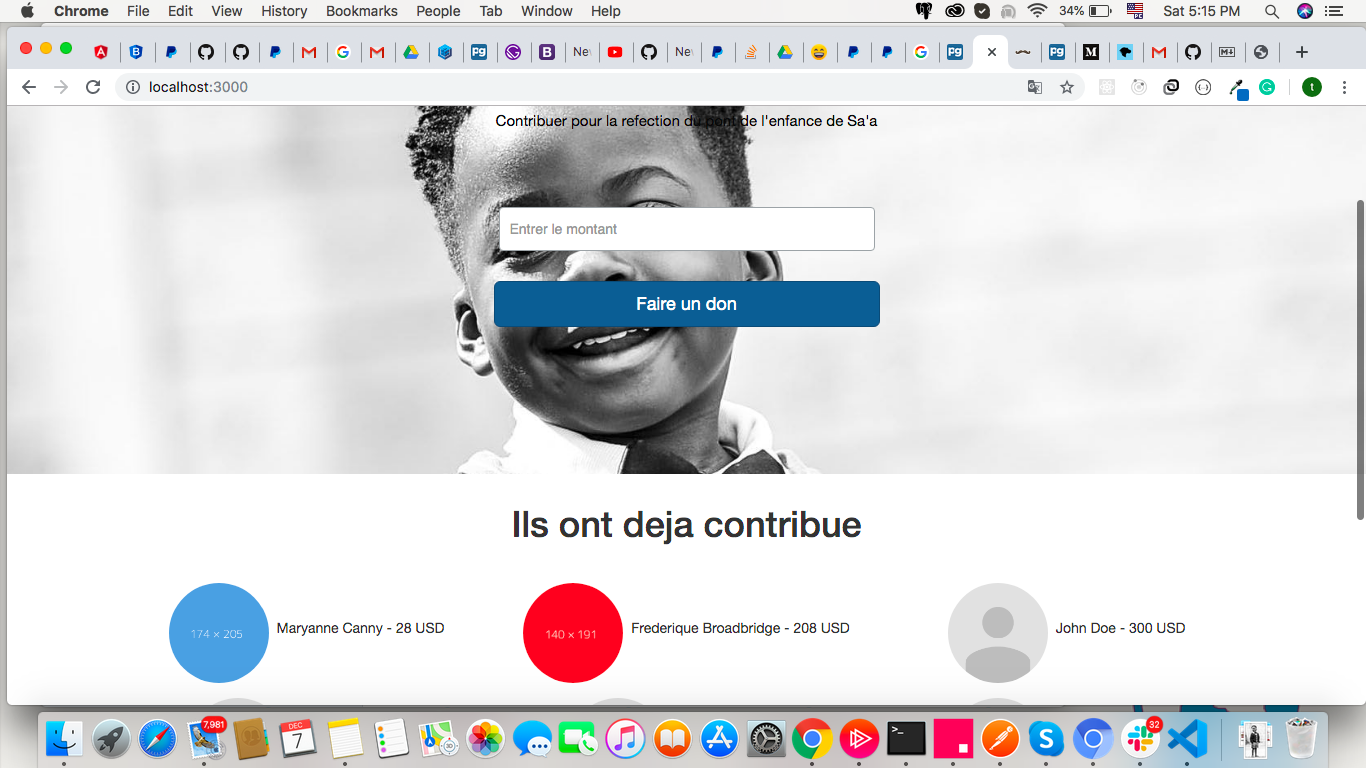 Chrome File Edit View History Bookmarks People Tab Window Help 34% Sat 5:15 PM
Nev
Nev
localhost:3000
t
Contribuer pour la refection du pont de l'enfance de Sa'a
Entrer le montant
Faire un don
Ils ont deja contribue
174 × 205
Maryanne Canny - 28 USD
140 × 191
Frederique Broadbridge - 208 USD
John Doe - 300 USD
7,981
DEC
7
32